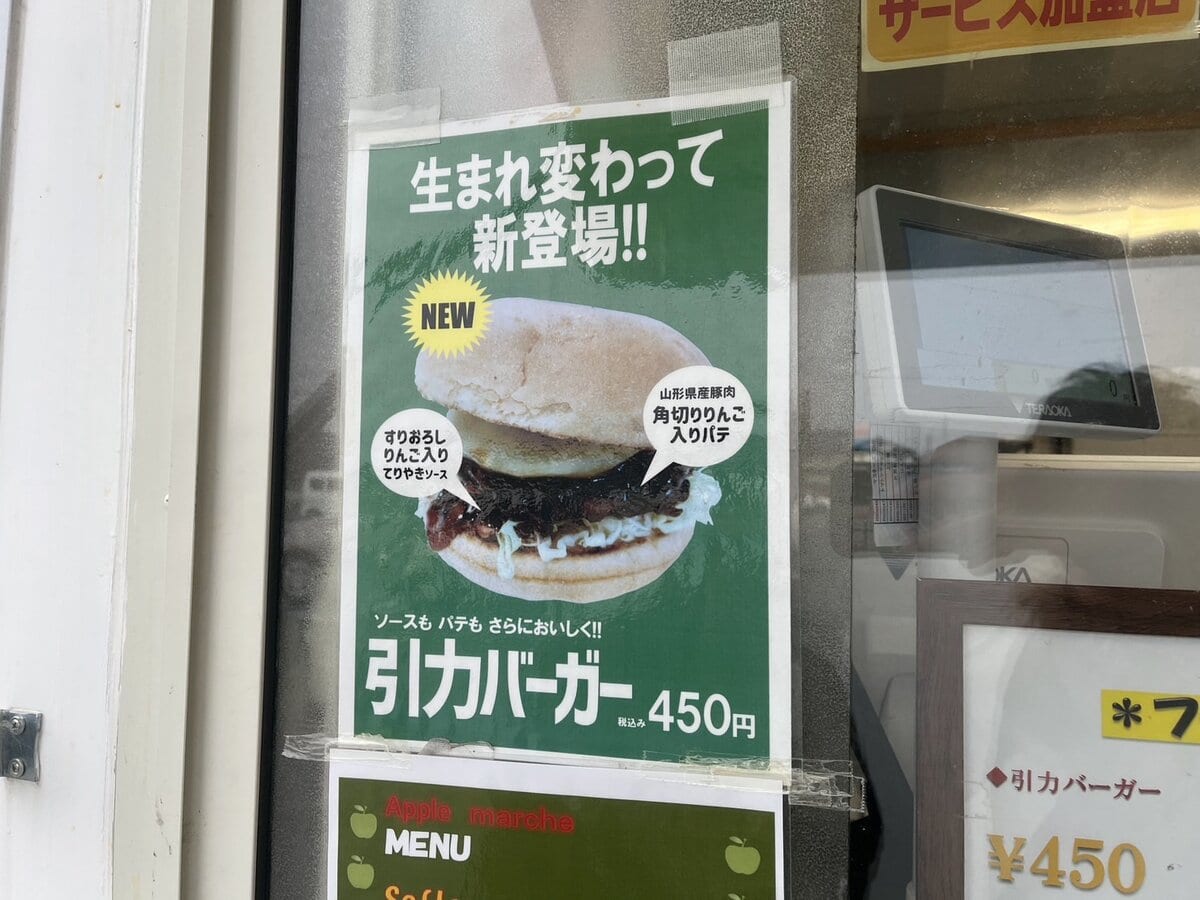 サービス加盟店
生まれ変わって
新登場!!
NEW
山形県産豚肉
角切りりんご
入りパテ
すりおろし
りんご入り
てりやきソース
ソースも パテも さらにおいしく!!
引力バーガー 税込み 450円
TERAOKA
0
*フ
◆引力バーガー
¥450
Apple marche
MENU